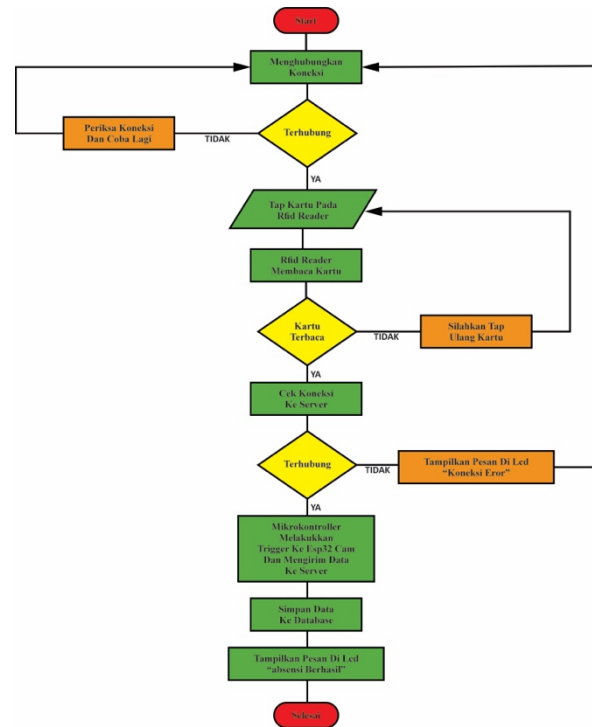 Start
Menghubungkan
Koneksi
Periksa Koneksi
Dan Coba Lagi
TIDAK
Terhubung
YA
Tap Kartu Pada
Rfid Reader
Rfid Reader
Membaca Kartu
Kartu
Terbaca
TIDAK
Silahkan Tap
Ulang Kartu
YA
Cek Koneksi
Ke Server
Terhubung
TIDAK
Tampilkan Pesan Di Lcd
“Koneksi Eror”
YA
Mikrokontroller
Melakukkan
Trigger Ke Esp32 Cam
Dan Mengirim Data
Ke Server
Simpan Data
Ke Database
Tampilkan Pesan Di Lcd
“absensi Berhasil”
Selesai